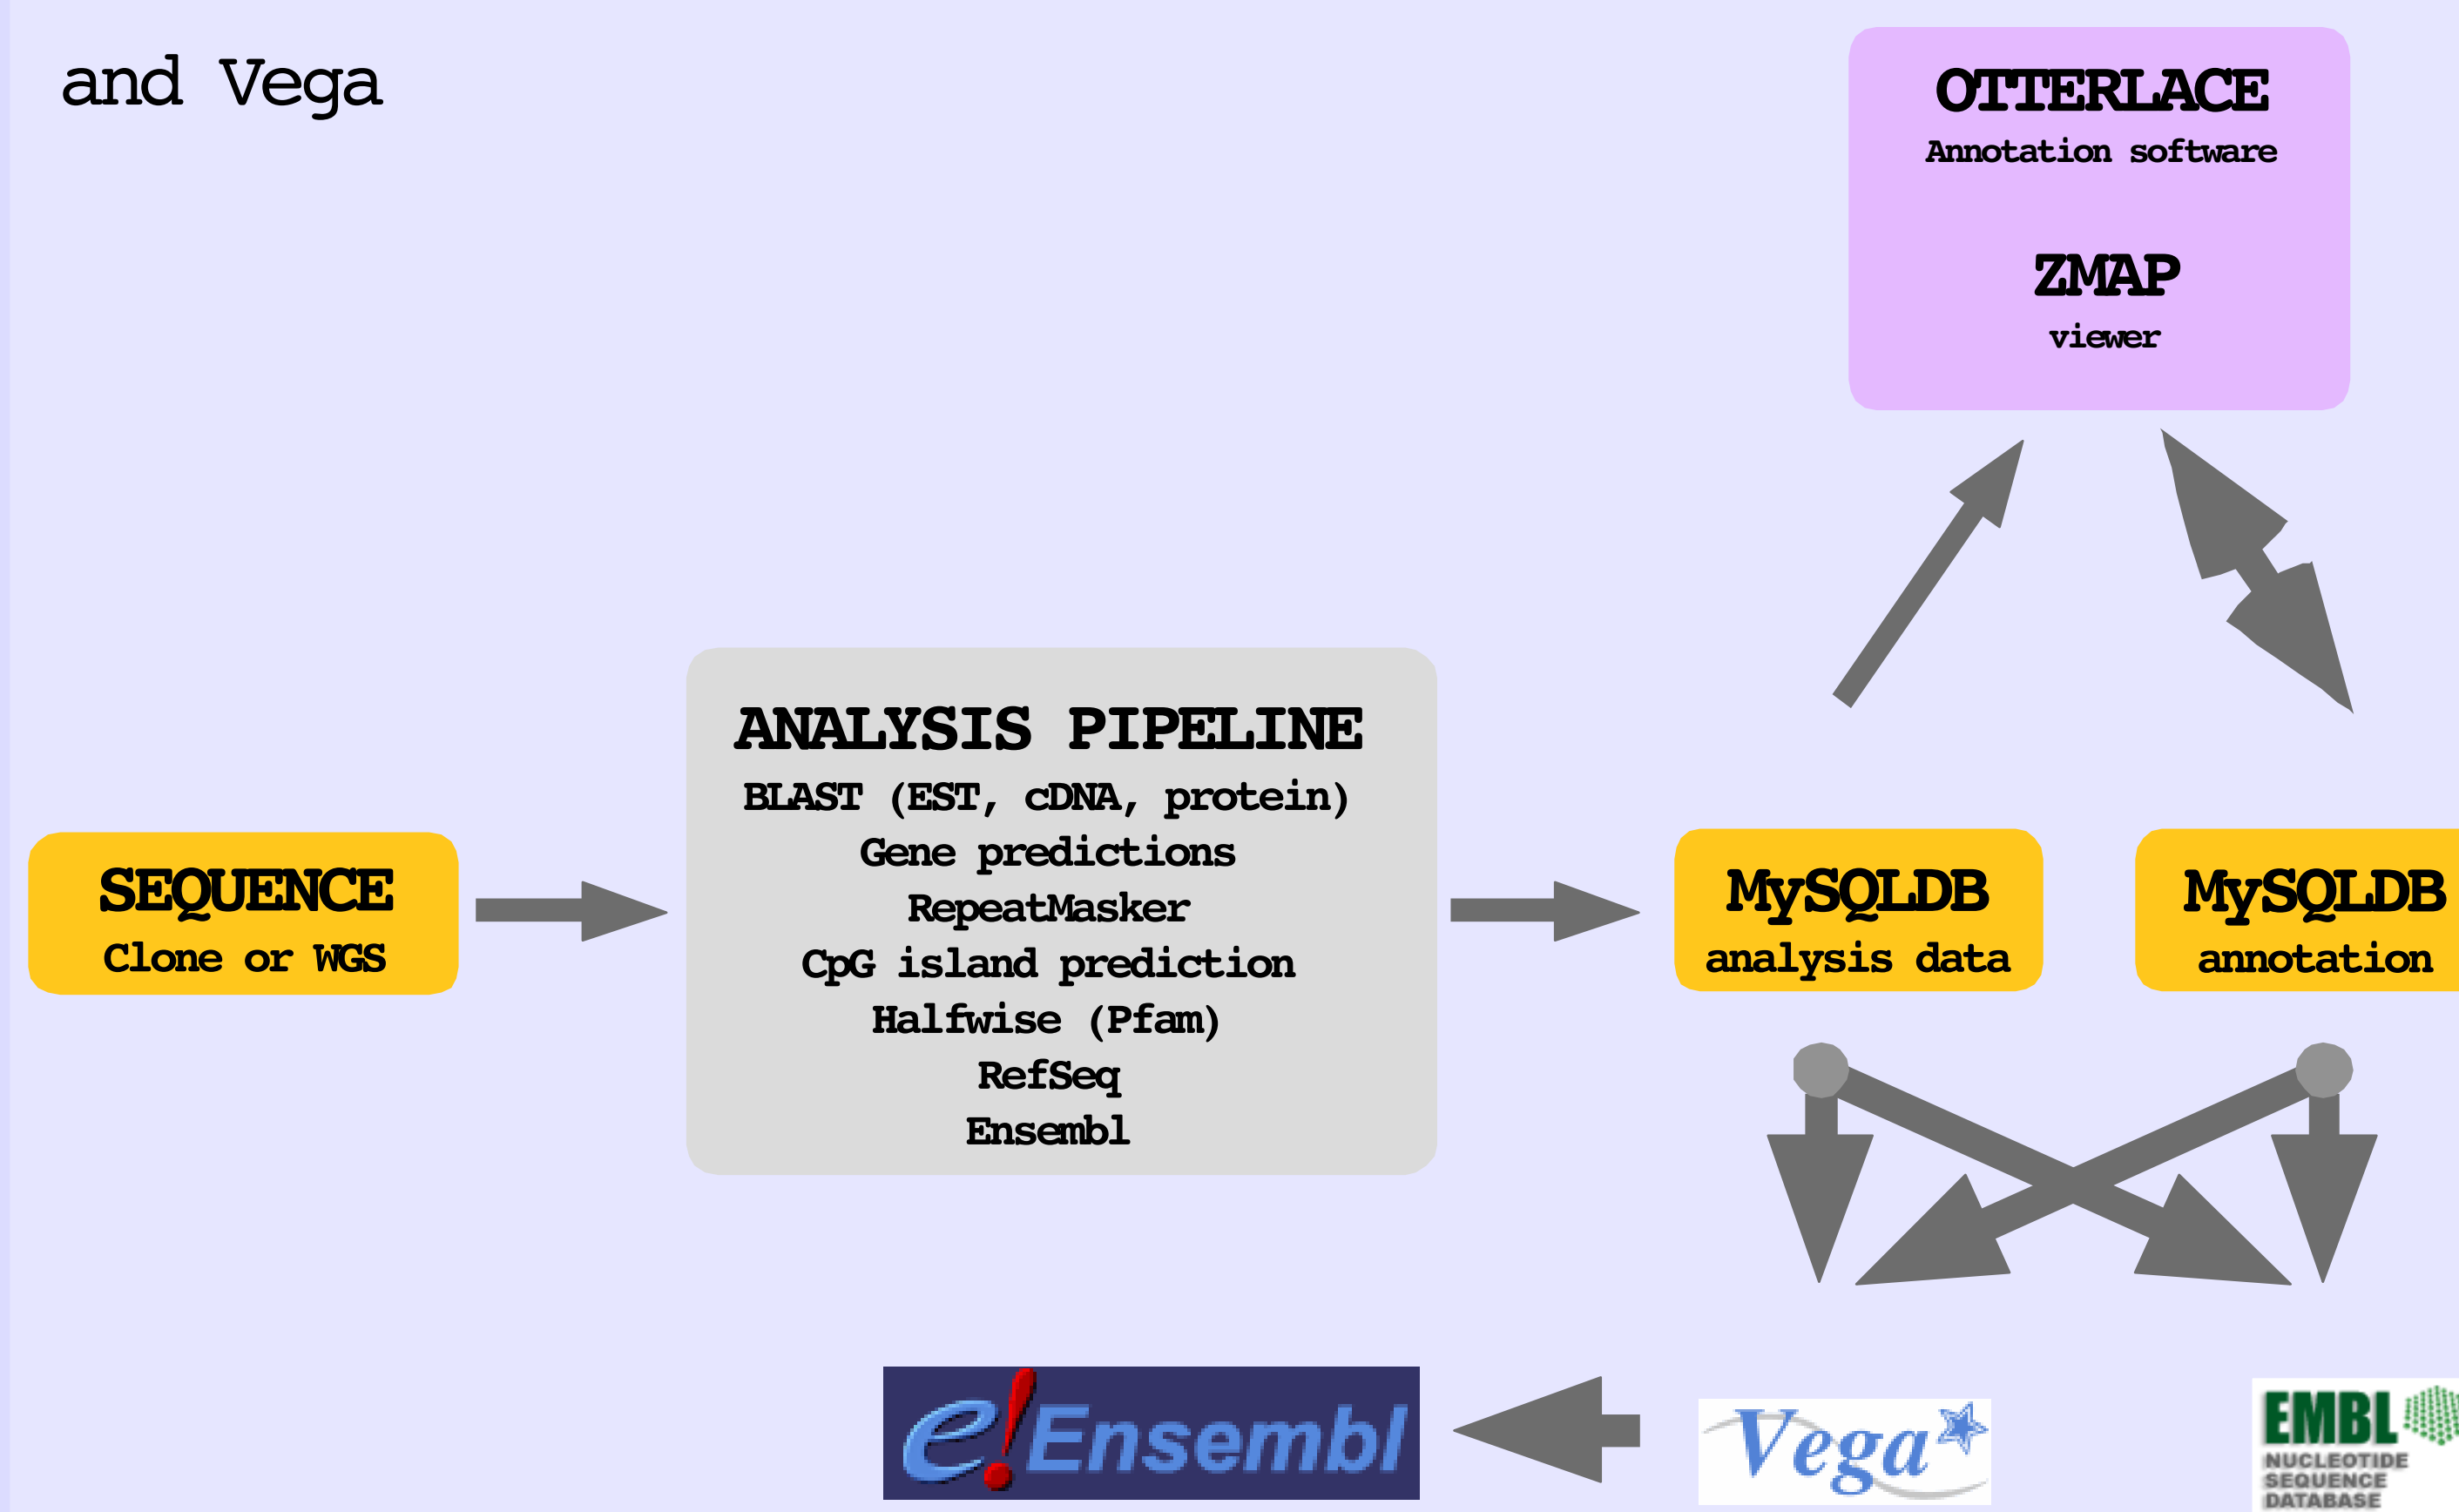 and Vega
OTTERLACE
Annotation software
ZMAP
viewer
ANALYSIS PIPELINE
BLAST (EST, cDNA, protein)
Gene predictions
RepeatMasker
CpG island prediction
Halfwise (Pfam)
RefSeq
Ensembl
SEQUENCE
Clone or WGS
MySQLDB
analysis data
MySQLDB
annotation
e!Ensembl
Vega
EMBL
NUCLEOTIDE
SEQUENCE
DATABASE